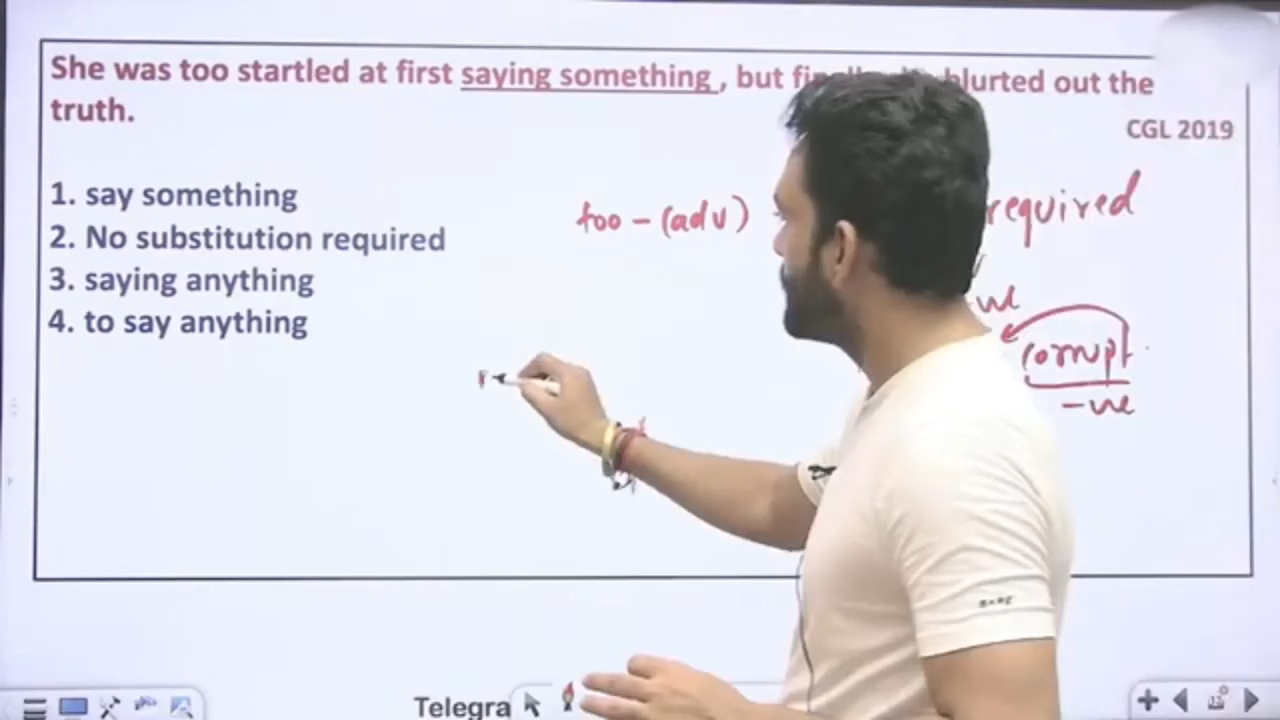 She was too startled at first saying something , but blurted out the
truth.
CGL 2019
1. say something
2. No substitution required
3. saying anything
4. to say anything
too - (adv) required
-ve
corrupt
-ve
Telegra